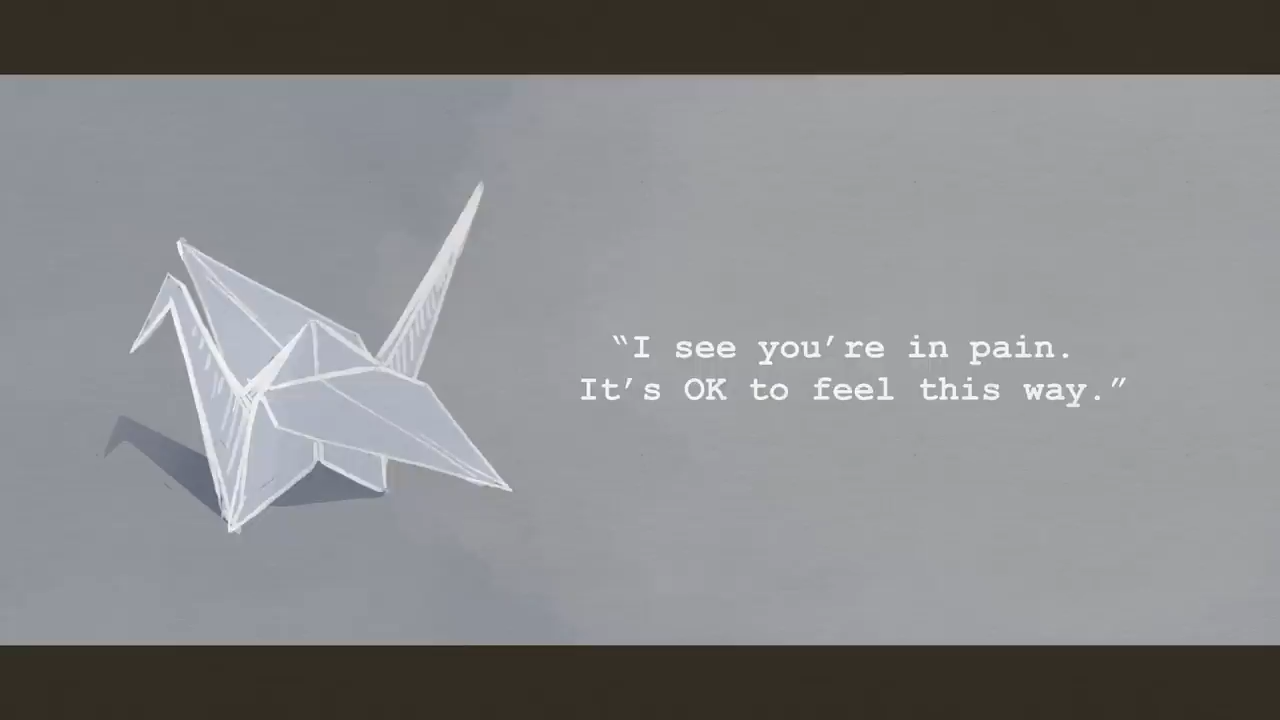 “I see you’re in pain.
It’s OK to feel this way.”